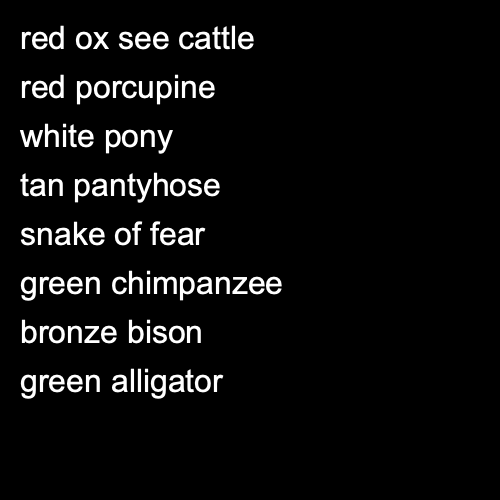 red ox see cattle
red porcupine
white pony
tan pantyhose
snake of fear
green chimpanzee
bronze bison
green alligator